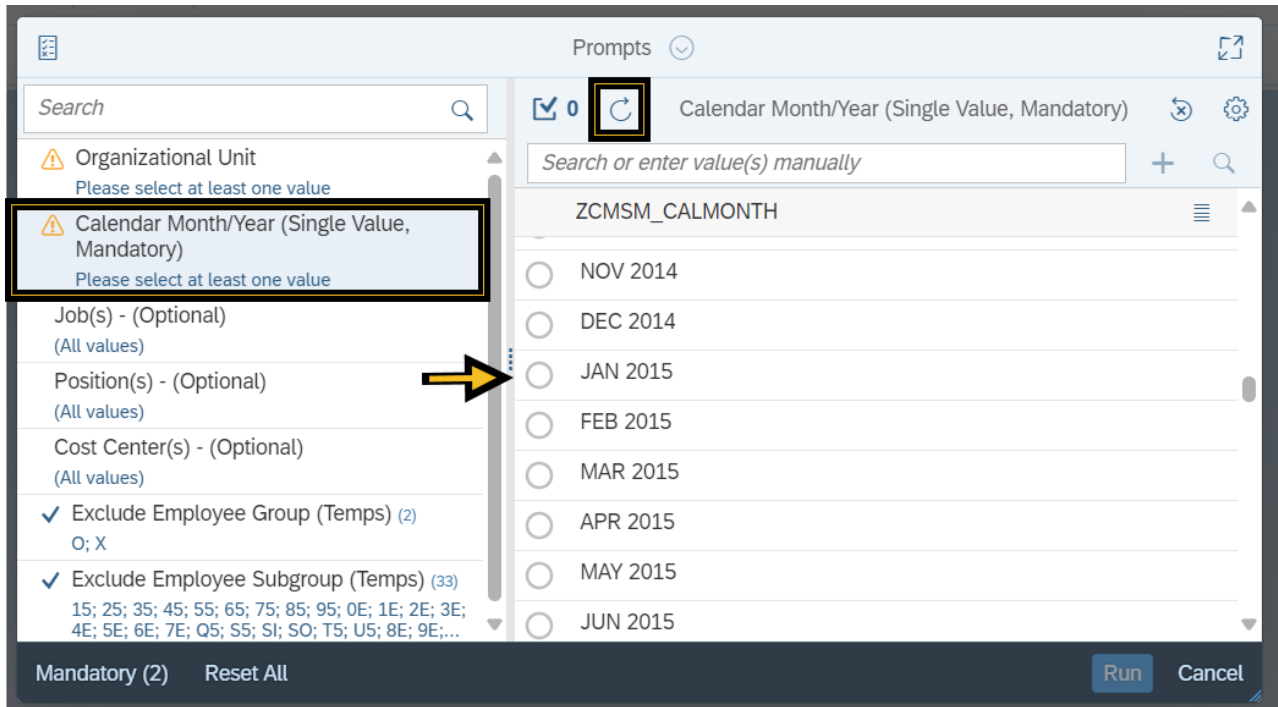 Prompts
Search
Organizational Unit
Please select at least one value
Calendar Month/Year (Single Value,
Mandatory)
Please select at least one value
Job(s) - (Optional)
(All values)
Position(s) - (Optional)
(All values)
Cost Center(s) - (Optional)
(All values)
Exclude Employee Group (Temps) (2)
O; X
Exclude Employee Subgroup (Temps) (33)
15; 25; 35; 45; 55; 65; 75; 85; 95; 0E; 1E; 2E; 3E;
4E; 5E; 6E; 7E; Q5; S5; SI; SO; T5; U5; 8E; 9E;...
0 Calendar Month/Year (Single Value, Mandatory)
Search or enter value(s) manually
ZCMSM_CALMONTH
NOV 2014
DEC 2014
JAN 2015
FEB 2015
MAR 2015
APR 2015
MAY 2015
JUN 2015
Mandatory (2) Reset All Run Cancel